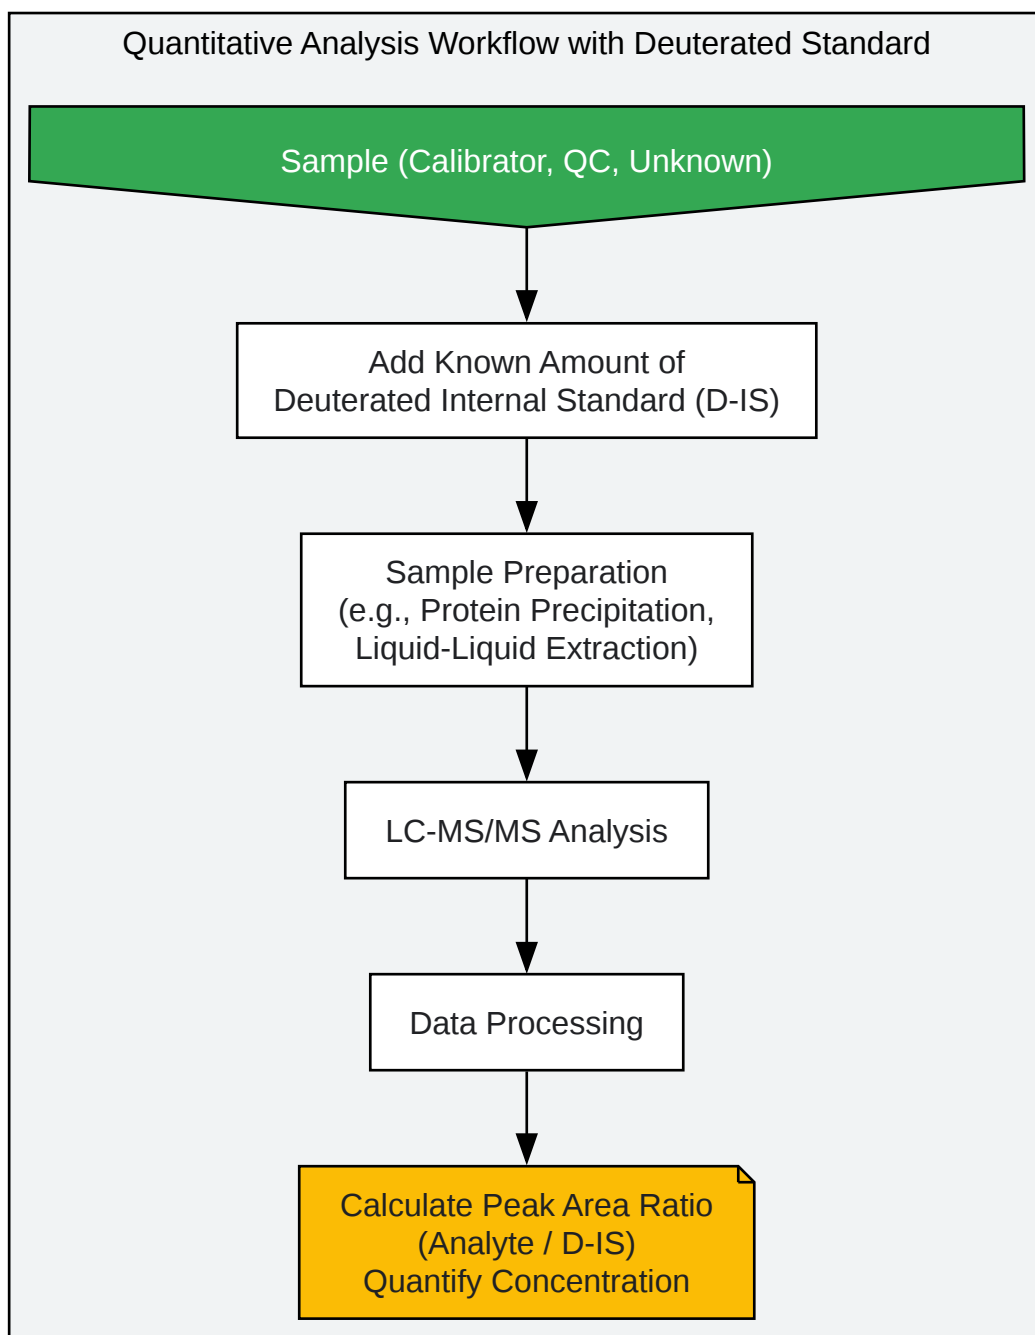 Quantitative Analysis Workflow with Deuterated Standard
Sample (Calibrator, QC, Unknown)
Add Known Amount of
Deuterated Internal Standard (D-IS)
Sample Preparation
(e.g., Protein Precipitation,
Liquid-Liquid Extraction)
LC-MS/MS Analysis
Data Processing
Calculate Peak Area Ratio
(Analyte / D-IS)
Quantify Concentration